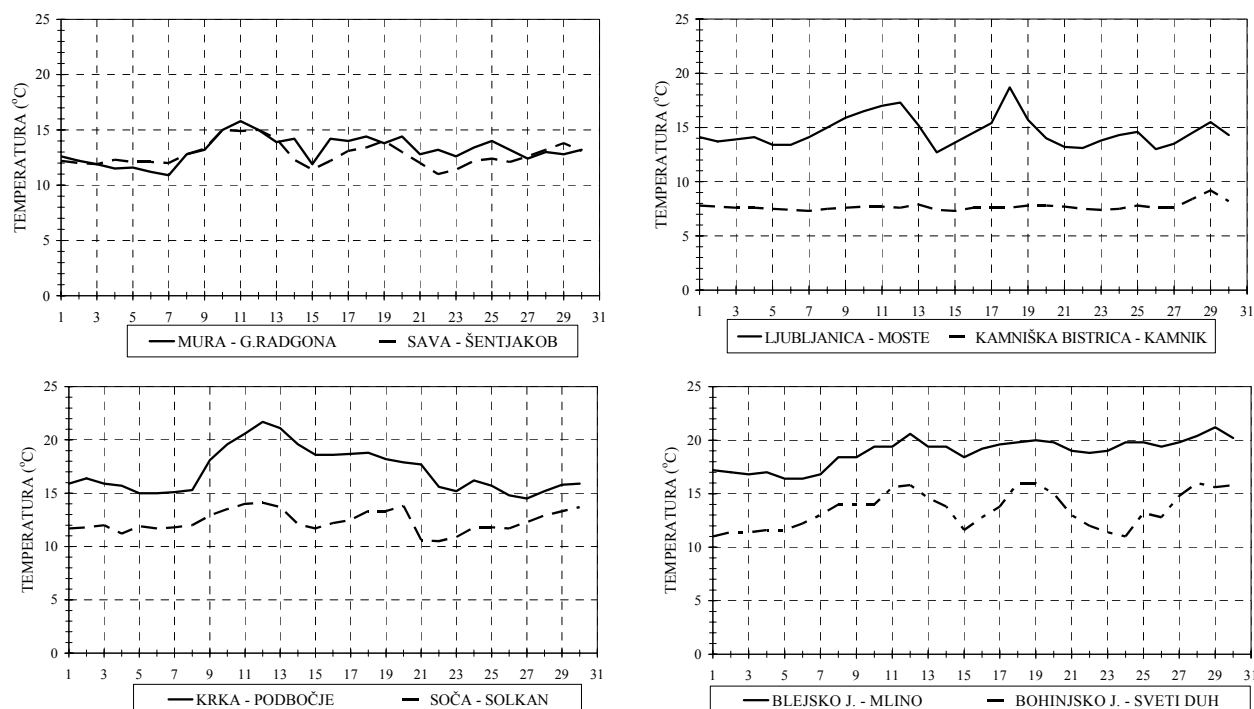 TEMPERATURA (°C)
25
20
15
10
5
0
1 3 5 7 9 11 13 15 17 19 21 23 25 27 29 31
MURA - G.RADGONA SAVA - ŠENTJAKOB
TEMPERATURA (°C)
25
20
15
10
5
0
1 3 5 7 9 11 13 15 17 19 21 23 25 27 29 31
LJUBLJANICA - MOSTE KAMNIŠKA BISTRICA - KAMNIK
TEMPERATURA (°C)
25
20
15
10
5
0
1 3 5 7 9 11 13 15 17 19 21 23 25 27 29 31
KRKA - PODBOČJE SOČA - SOLKAN
TEMPERATURA (°C)
25
20
15
10
5
0
1 3 5 7 9 11 13 15 17 19 21 23 25 27 29 31
BLEJSKO J. - MLINO BOHINJSKO J. - SVETI DUH